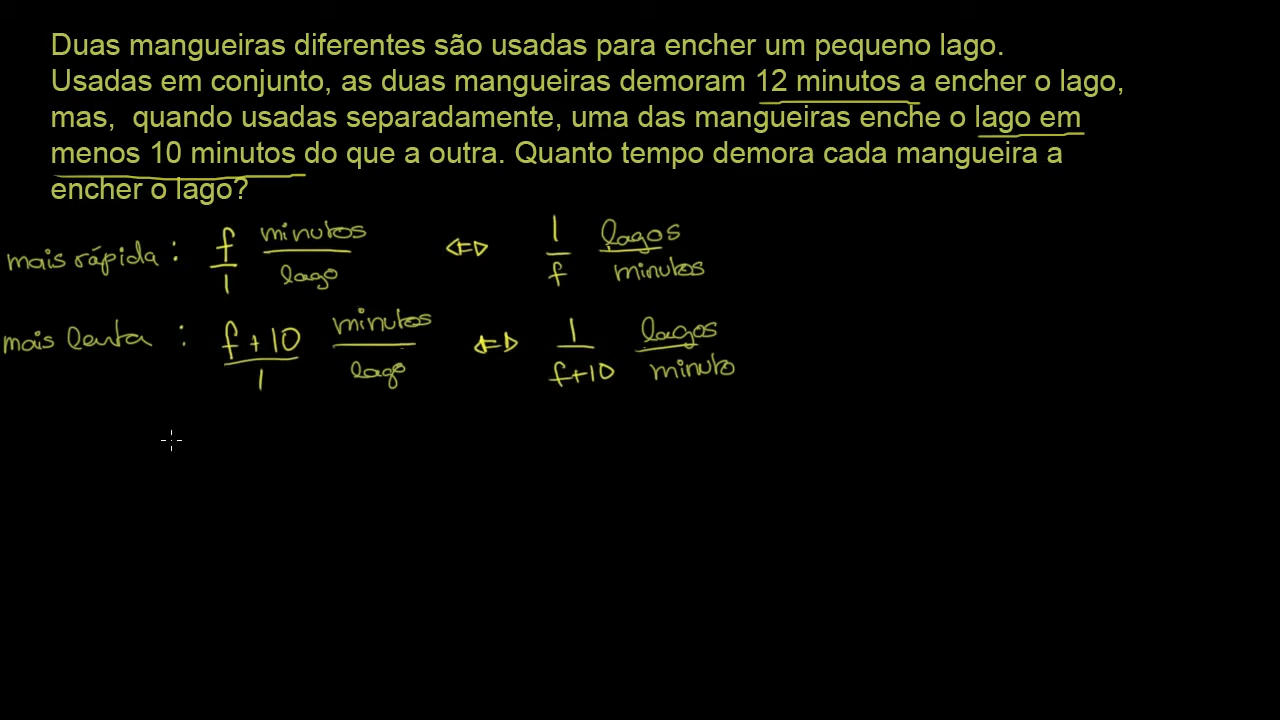 Duas mangueiras diferentes são usadas para encher um pequeno lago.
Usadas em conjunto, as duas mangueiras demoram 12 minutos a encher o lago,
mas, quando usadas separadamente, uma das mangueiras enche o lago em
menos 10 minutos do que a outra. Quanto tempo demora cada mangueira a
encher o lago?
mais rápida : f/1 minutos/lago ⇔ 1/f lagos/minutos
mais lenta : f+10/1 minutos/lago ⇔ 1/f+10 lagos/minuto